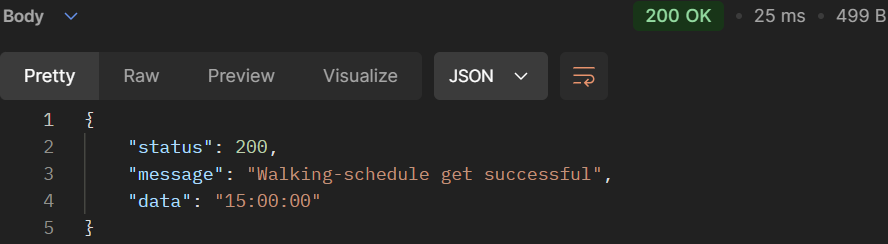 Body 200 OK • 25 ms • 499 B
Pretty Raw Preview Visualize JSON
1 {
2 "status": 200,
3 "message": "Walking-schedule get successful",
4 "data": "15:00:00"
5 }